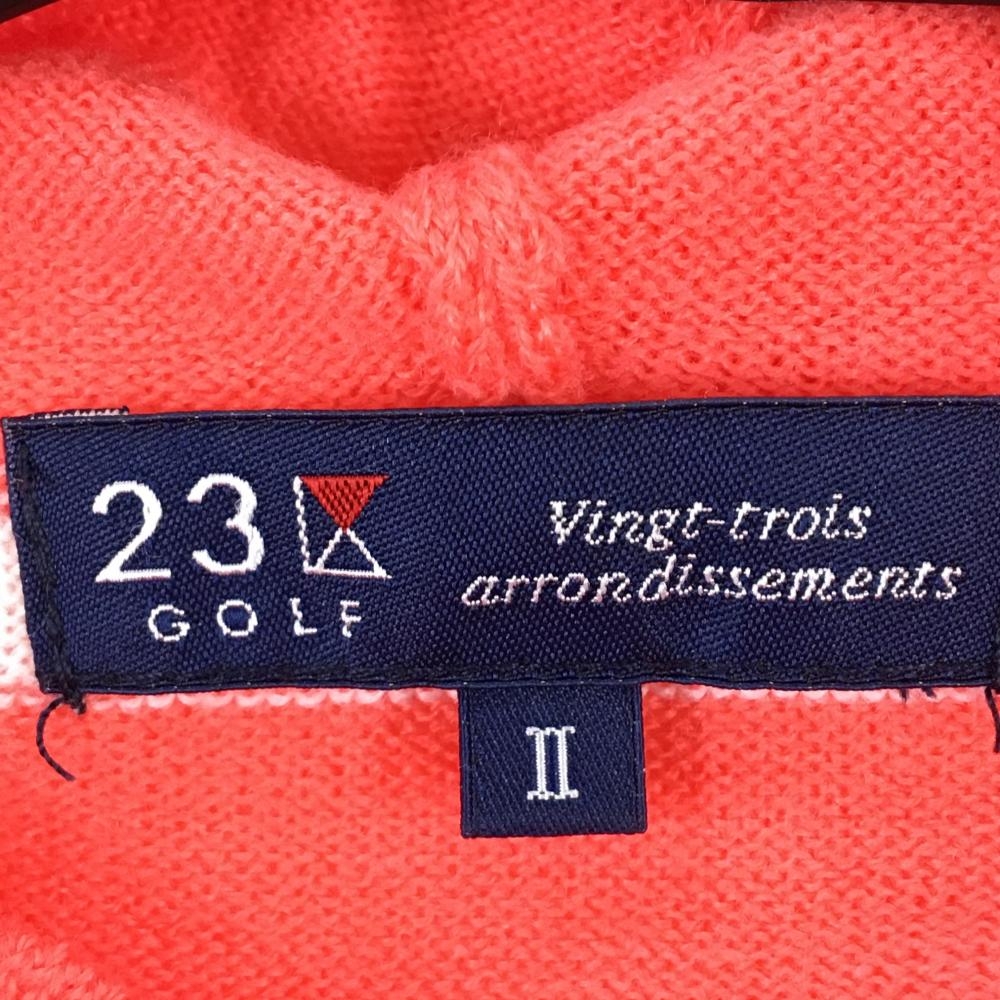 23
GOLF
Vingt-trois
arrondissements
II